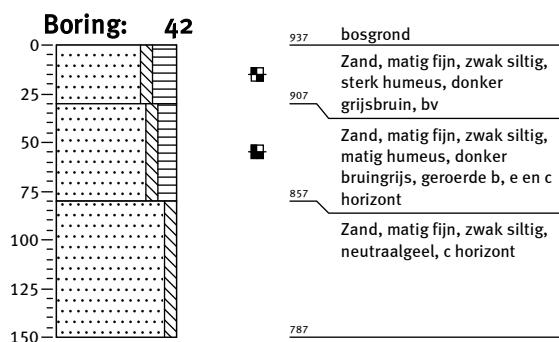 Boring: 42
0
25
50
75
100
125
150
937
bosgrond
Zand, matig fijn, zwak siltig,
sterk humeus, donker
grijsbruin, bv
907
Zand, matig fijn, zwak siltig,
matig humeus, donker
bruingrijs, geroerde b, e en c
horizont
857
Zand, matig fijn, zwak siltig,
neutraalgeel, c horizont
787